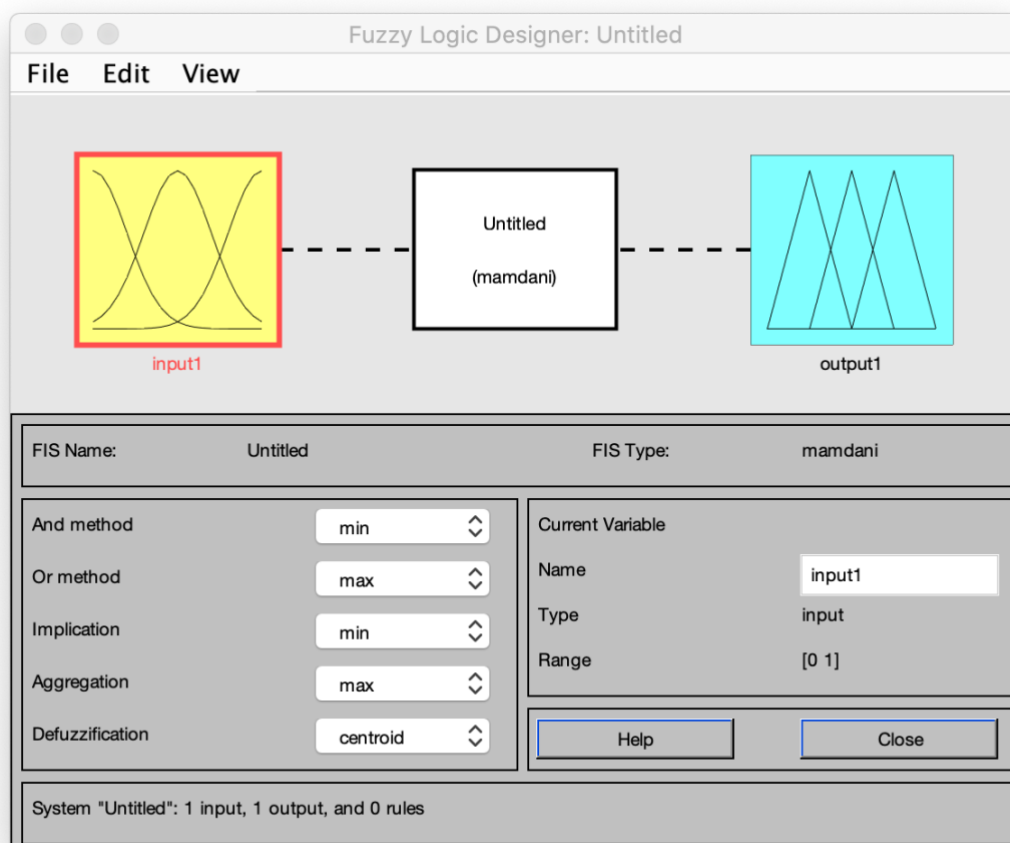 Fuzzy Logic Designer: Untitled
File Edit View
Untitled
(mamdani)
input1
output1
FIS Name: Untitled FIS Type: mamdani
And method min
Or method max
Implication min
Aggregation max
Defuzzification centroid
Current Variable
Name input1
Type input
Range [0 1]
Help Close
System "Untitled": 1 input, 1 output, and 0 rules